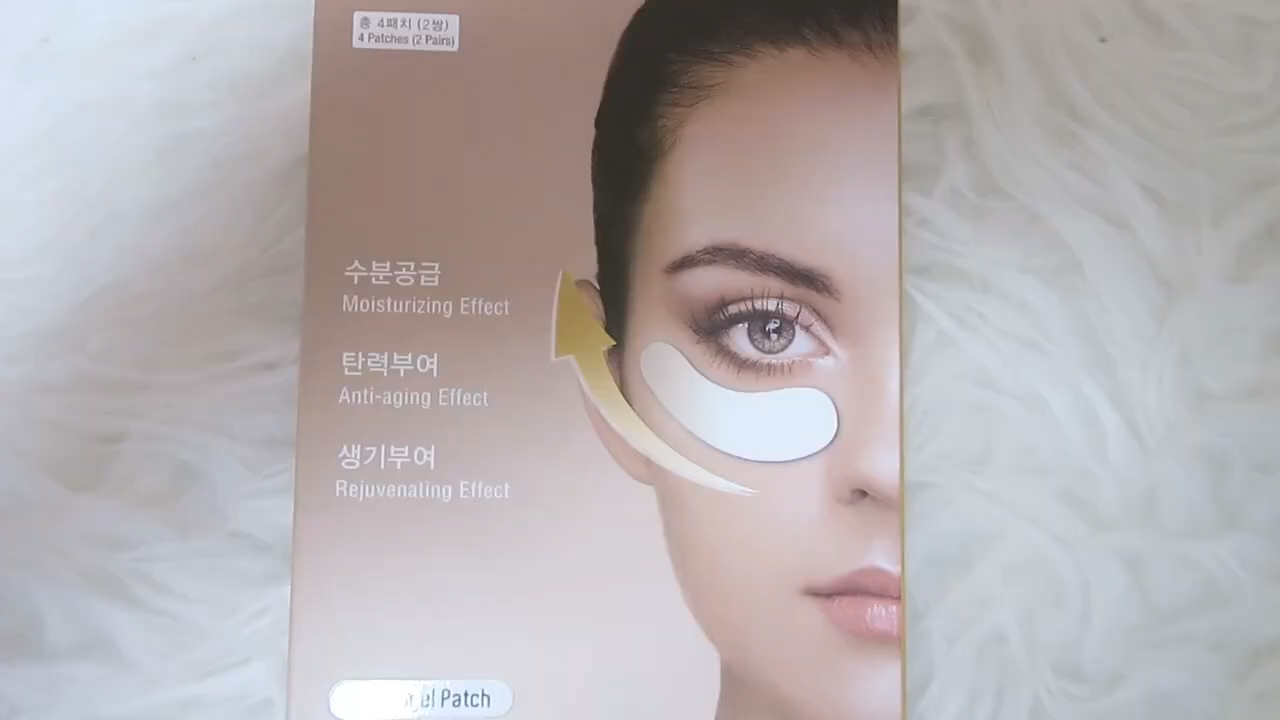 총 4패치 (2쌍)
4 Patches (2 Pairs)
수분공급
Moisturizing Effect
탄력부여
Anti-aging Effect
생기부여
Rejuvenating Effect
Patch